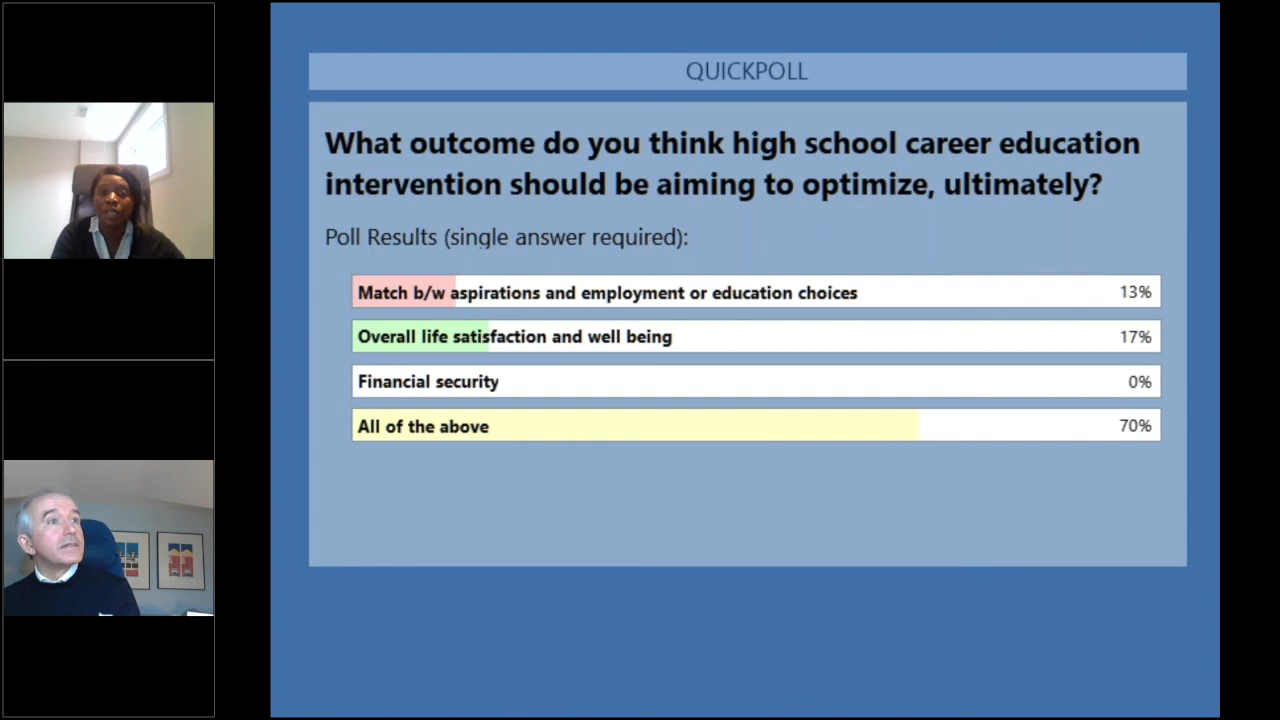 QUICKPOLL
What outcome do you think high school career education
intervention should be aiming to optimize, ultimately?
Poll Results (single answer required):
Match b/w aspirations and employment or education choices 13%
Overall life satisfaction and well being 17%
Financial security 0%
All of the above 70%